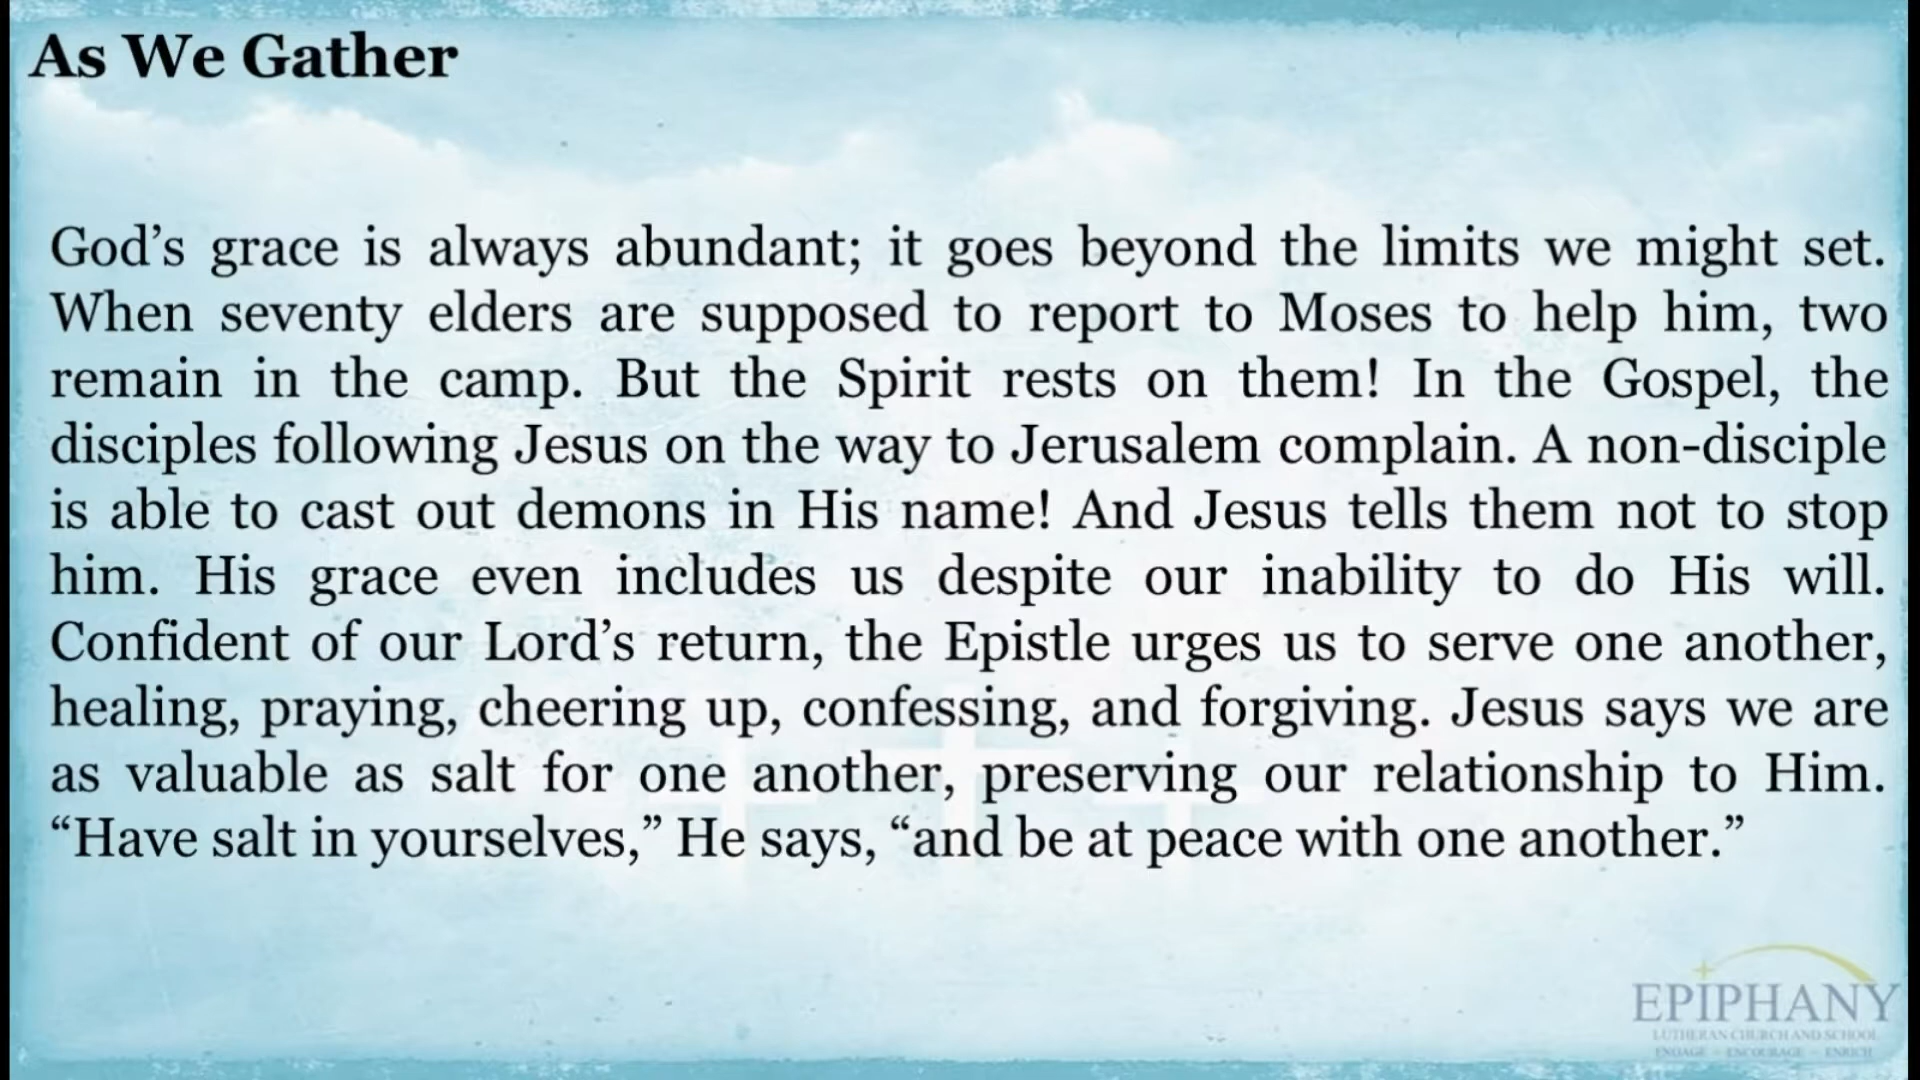 As We Gather
God’s grace is always abundant; it goes beyond the limits we might set.
When seventy elders are supposed to report to Moses to help him, two
remain in the camp. But the Spirit rests on them! In the Gospel, the
disciples following Jesus on the way to Jerusalem complain. A non-disciple
is able to cast out demons in His name! And Jesus tells them not to stop
him. His grace even includes us despite our inability to do His will.
Confident of our Lord’s return, the Epistle urges us to serve one another,
healing, praying, cheering up, confessing, and forgiving. Jesus says we are
as valuable as salt for one another, preserving our relationship to Him.
“Have salt in yourselves,” He says, “and be at peace with one another.”
EPIPHANY
LUTHERAN CHURCH AND SCHOOL
ENGAGE ~ ENCOURAGE ~ ENRICH